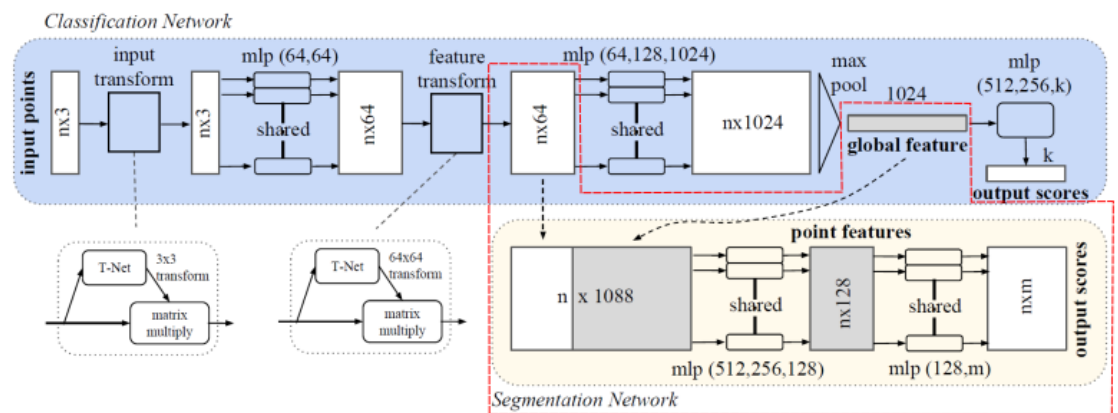 Classification Network
input points
nx3
input
transform
nx3
mlp (64,64)
shared
nx64
feature
transform
nx64
mlp (64,128,1024)
shared
nx1024
max
pool
1024
global feature
mlp
(512,256,k)
k
output scores
T-Net
3x3
transform
matrix
multiply
T-Net
64x64
transform
matrix
multiply
point features
n x 1088
shared
mlp (512,256,128)
nx128
shared
mlp (128,m)
nxm
output scores
Segmentation Network